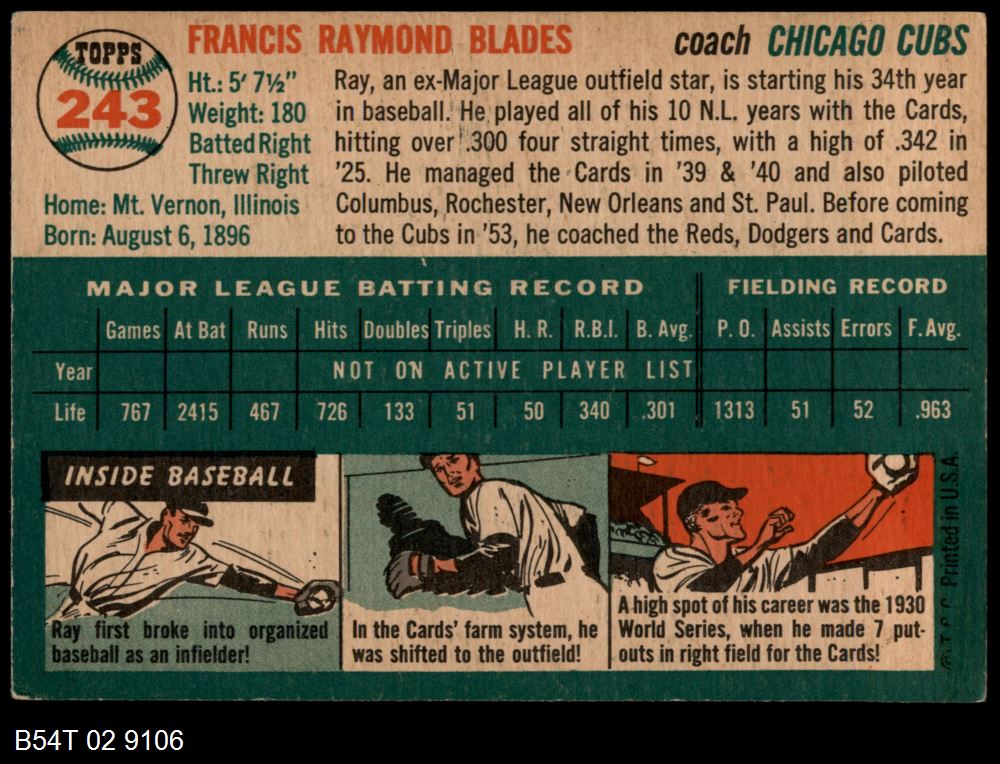 TOPPS
243
FRANCIS RAYMOND BLADES
coach CHICAGO CUBS
Ht.: 5' 7½"
Weight: 180
Batted Right
Threw Right
Home: Mt. Vernon, Illinois
Born: August 6, 1896
Ray, an ex-Major League outfield star, is starting his 34th year
in baseball. He played all of his 10 N.L. years with the Cards,
hitting over .300 four straight times, with a high of .342 in
'25. He managed the Cards in '39 & '40 and also piloted
Columbus, Rochester, New Orleans and St. Paul. Before coming
to the Cubs in '53, he coached the Reds, Dodgers and Cards.
MAJOR LEAGUE BATTING RECORD FIELDING RECORD
Games At Bat Runs Hits Doubles Triples H. R. R.B.I. B. Avg. P. O. Assists Errors F. Avg.
Year NOT ON ACTIVE PLAYER LIST
Life 767 2415 467 726 133 51 50 340 .301 1313 51 52 .963
INSIDE BASEBALL
Ray first broke into organized
baseball as an infielder!
In the Cards' farm system, he
was shifted to the outfield!
A high spot of his career was the 1930
World Series, when he made 7 put-
outs in right field for the Cards!
© T. C. G. Printed in U.S.A.
B54T 02 9106